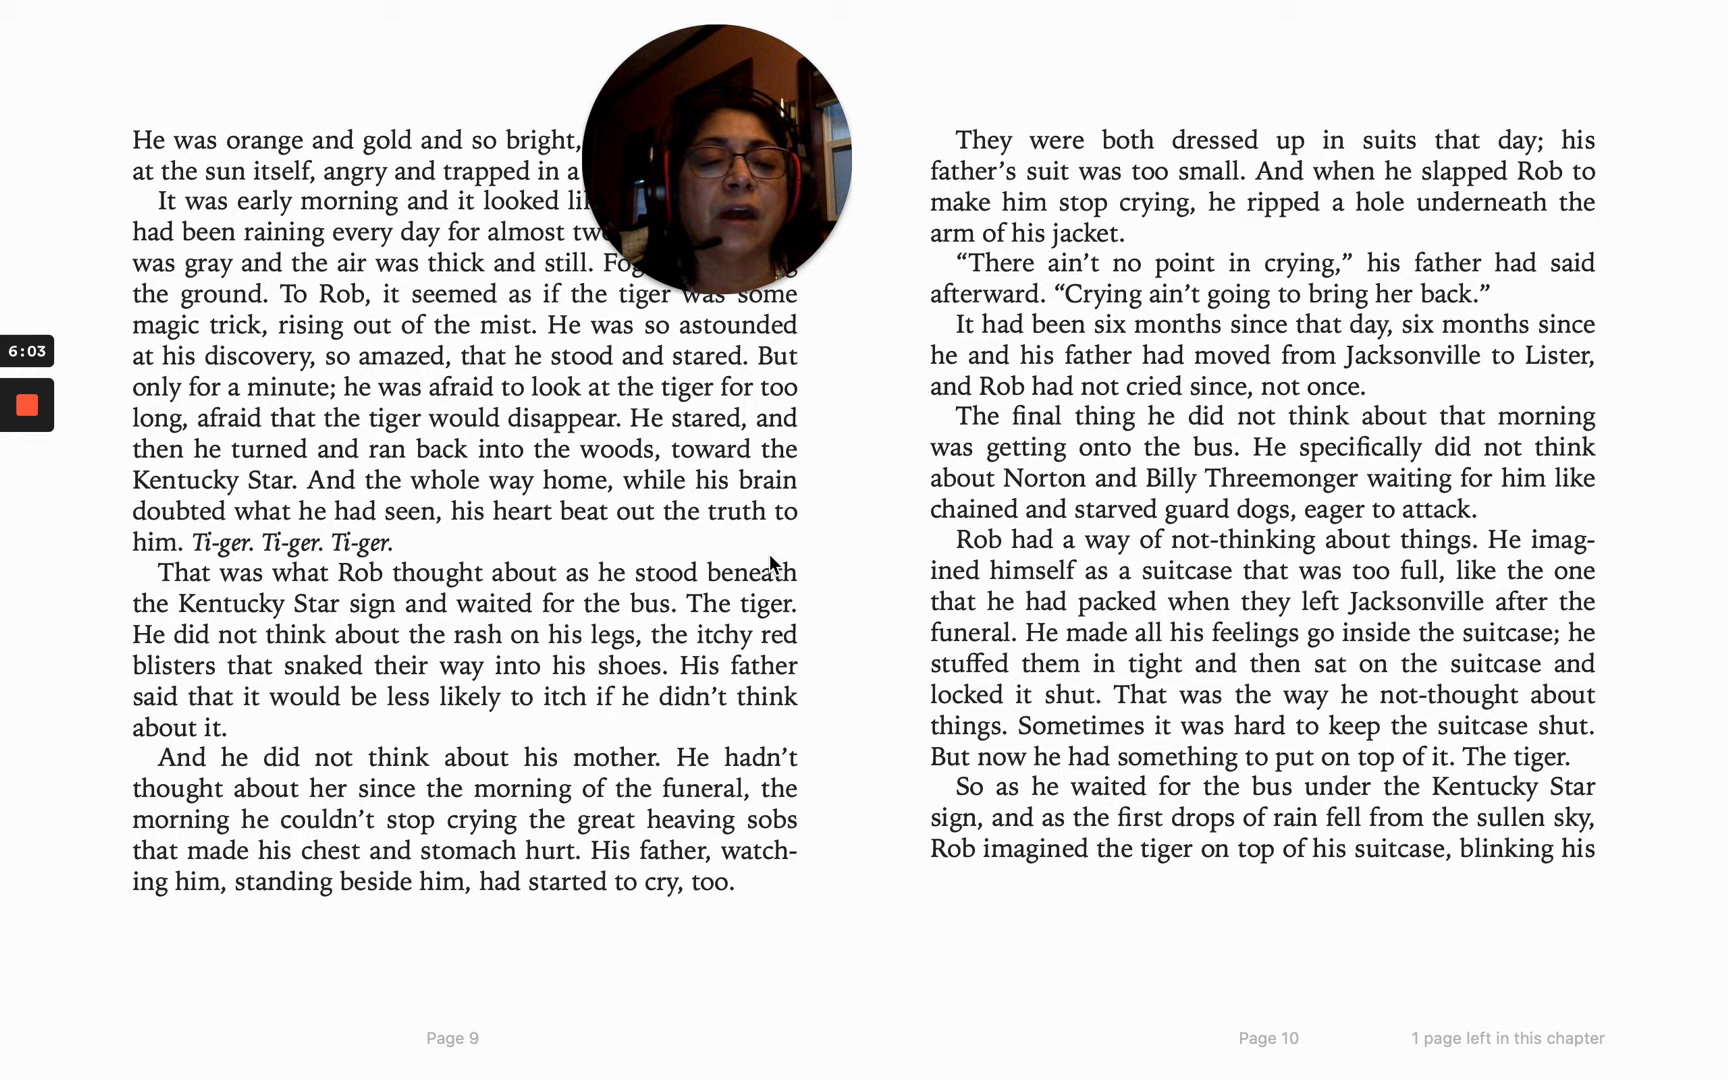 He was orange and gold and so bright,
at the sun itself, angry and trapped in a
It was early morning and it looked
had been raining every day for almost
was gray and the air was thick and still.
the ground. To Rob, it seemed as if the tiger was some
magic trick, rising out of the mist. He was so astounded
at his discovery, so amazed, that he stood and stared. But
only for a minute; he was afraid to look at the tiger for too
long, afraid that the tiger would disappear. He stared, and
then he turned and ran back into the woods, toward the
Kentucky Star. And the whole way home, while his brain
doubted what he had seen, his heart beat out the truth to
him. Ti-ger. Ti-ger. Ti-ger.
That was what Rob thought about as he stood beneath
the Kentucky Star sign and waited for the bus. The tiger.
He did not think about the rash on his legs, the itchy red
blisters that snaked their way into his shoes. His father
said that it would be less likely to itch if he didn’t think
about it.
And he did not think about his mother. He hadn’t
thought about her since the morning of the funeral, the
morning he couldn’t stop crying the great heaving sobs
that made his chest and stomach hurt. His father, watch-
ing him, standing beside him, had started to cry, too.
Page 9
They were both dressed up in suits that day; his
father’s suit was too small. And when he slapped Rob to
make him stop crying, he ripped a hole underneath the
arm of his jacket.
“There ain’t no point in crying,” his father had said
afterward. “Crying ain’t going to bring her back.”
It had been six months since that day, six months since
he and his father had moved from Jacksonville to Lister,
and Rob had not cried since, not once.
The final thing he did not think about that morning
was getting onto the bus. He specifically did not think
about Norton and Billy Threemonger waiting for him like
chained and starved guard dogs, eager to attack.
Rob had a way of not-thinking about things. He imag-
ined himself as a suitcase that was too full, like the one
that he had packed when they left Jacksonville after the
funeral. He made all his feelings go inside the suitcase; he
stuffed them in tight and then sat on the suitcase and
locked it shut. That was the way he not-thought about
things. Sometimes it was hard to keep the suitcase shut.
But now he had something to put on top of it. The tiger.
So as he waited for the bus under the Kentucky Star
sign, and as the first drops of rain fell from the sullen sky,
Rob imagined the tiger on top of his suitcase, blinking his
Page 10
1 page left in this chapter
6:03